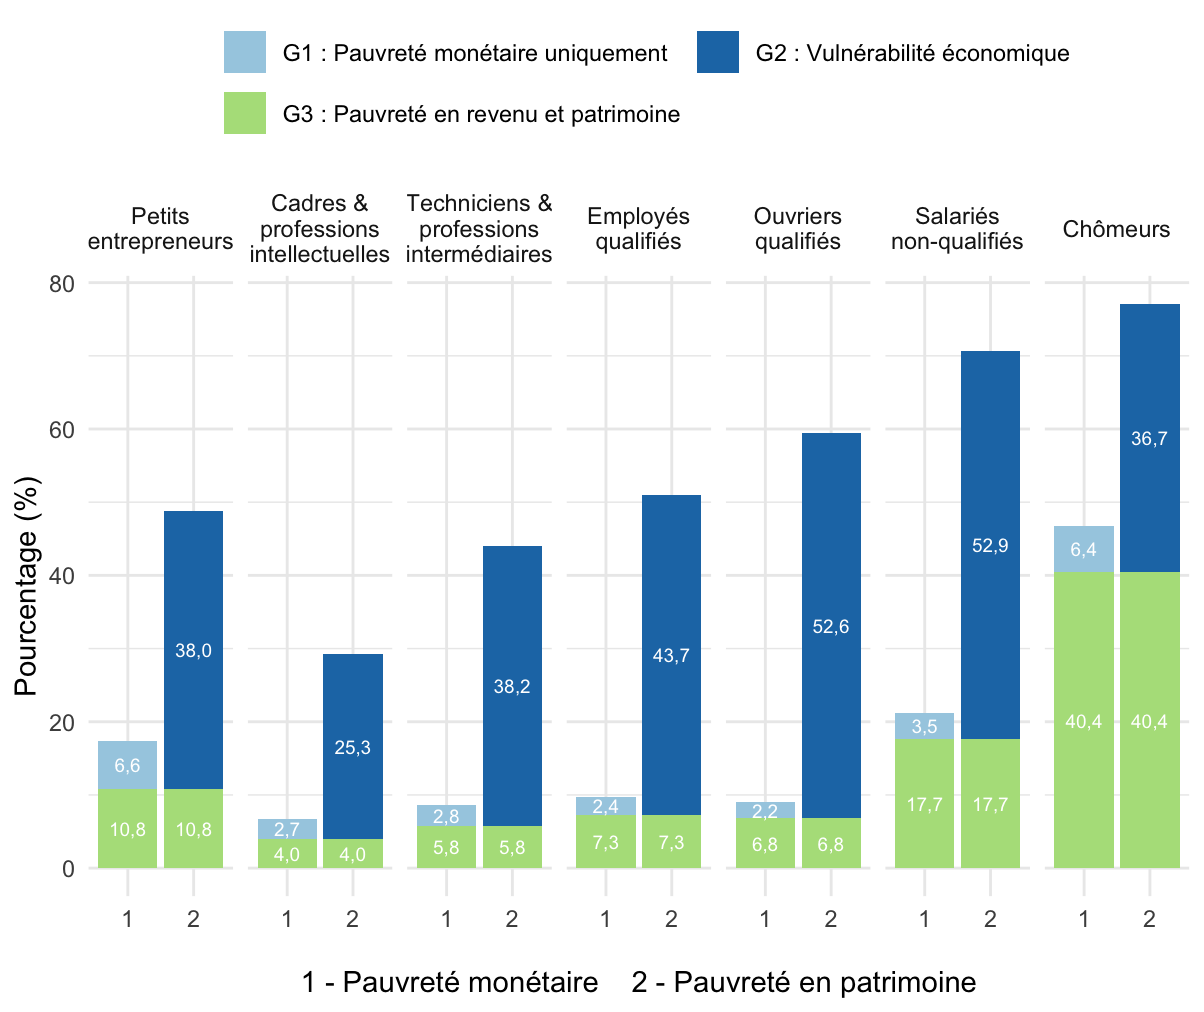 G1 : Pauvreté monétaire uniquement
G2 : Vulnérabilité économique
G3 : Pauvreté en revenu et patrimoine
Petits
entrepreneurs
Cadres &
professions
intellectuelles
Techniciens &
professions
intermédiaires
Employés
qualifiés
Ouvriers
qualifiés
Salariés
non-qualifiés
Chômeurs
Pourcentage (%)
80
60
40
20
0
6,6
10,8
38,0
10,8
2,7
4,0
25,3
4,0
2,8
5,8
38,2
5,8
2,4
7,3
43,7
7,3
2,2
6,8
52,6
6,8
3,5
17,7
52,9
17,7
6,4
40,4
36,7
40,4
1 2 1 2 1 2 1 2 1 2 1 2 1 2
1 - Pauvreté monétaire 2 - Pauvreté en patrimoine